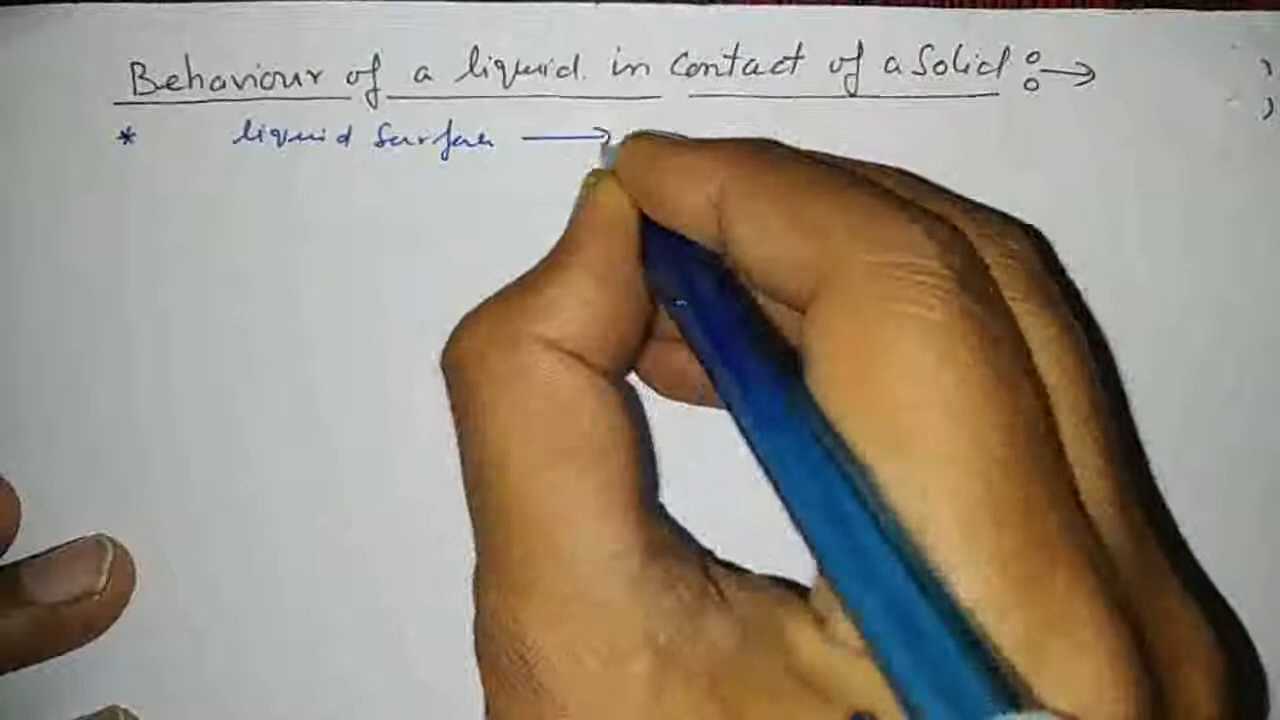 Behaviour of a liquid in Contact of a Solid :→
* liquid Surface →